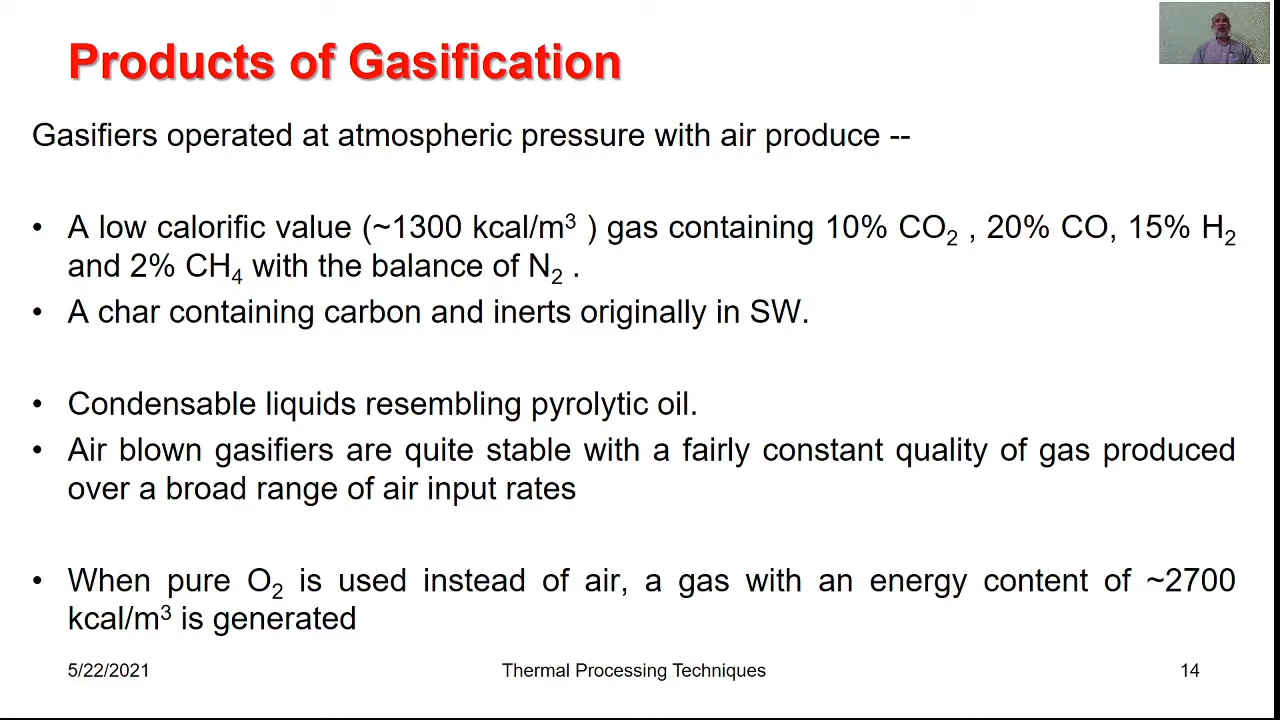 Products of Gasification
Gasifiers operated at atmospheric pressure with air produce --
• A low calorific value (~1300 kcal/m³ ) gas containing 10% CO₂ , 20% CO, 15% H₂
and 2% CH₄ with the balance of N₂ .
• A char containing carbon and inerts originally in SW.
• Condensable liquids resembling pyrolytic oil.
• Air blown gasifiers are quite stable with a fairly constant quality of gas produced
over a broad range of air input rates
• When pure O₂ is used instead of air, a gas with an energy content of ~2700
kcal/m³ is generated
5/22/2021 Thermal Processing Techniques 14